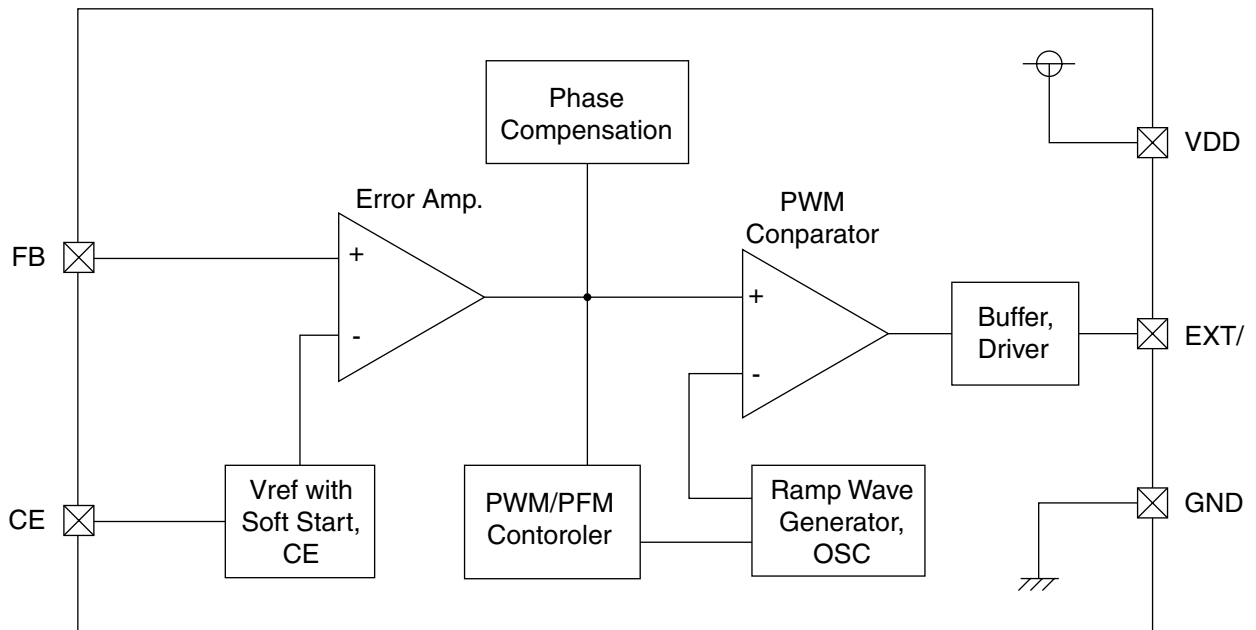 Phase
Compensation
VDD
Error Amp.
PWM
Conparator
FB
+
-
+
-
Buffer,
Driver
EXT/
CE
Vref with
Soft Start,
CE
PWM/PFM
Contoroler
Ramp Wave
Generator,
OSC
GND